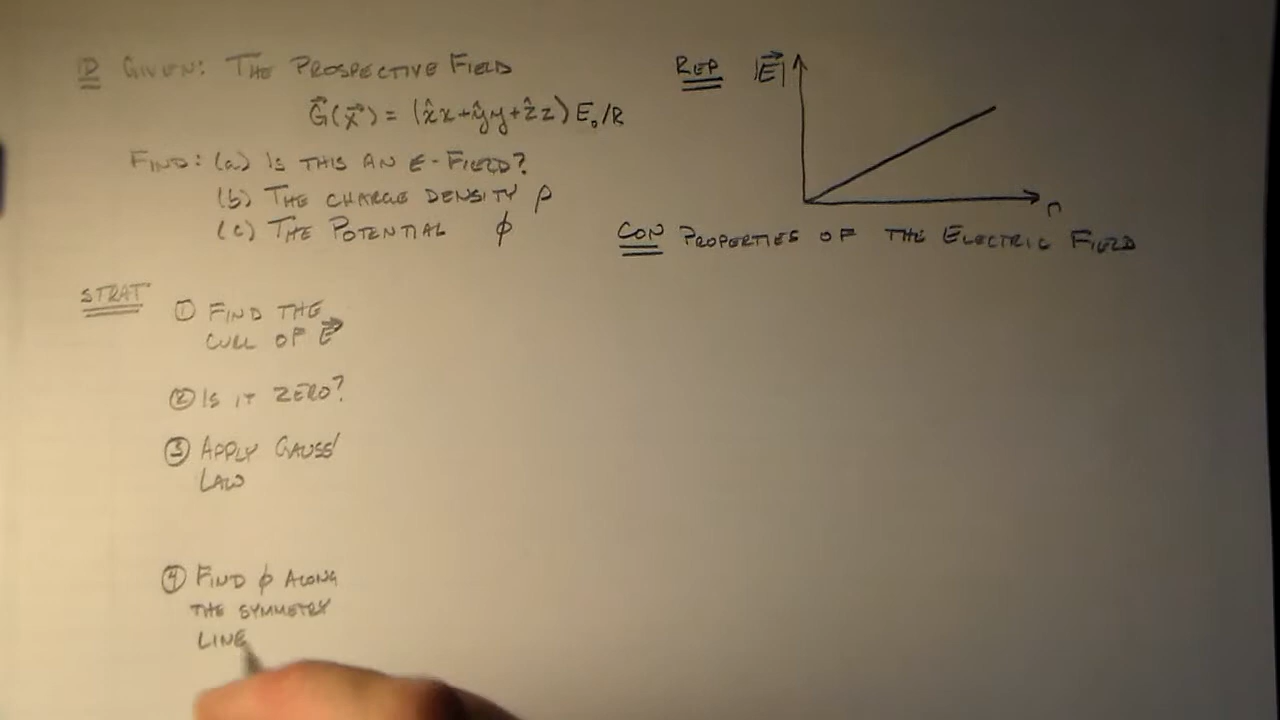 ID GIVEN: THE PROSPECTIVE FIELD
G⃗(x⃗) = (x̂x+ŷy+ẑz) E₀/R
FIND: (a) IS THIS AN E-FIELD?
(b) THE CHARGE DENSITY ρ
(c) THE POTENTIAL ϕ
REP |E⃗|
r
CON PROPERTIES OF THE ELECTRIC FIELD
STRAT
① FIND THE
CURL OF E⃗
② IS IT ZERO?
③ APPLY GAUSS'
LAW
④ FIND ϕ ALONG
THE SYMMETRY
LINE